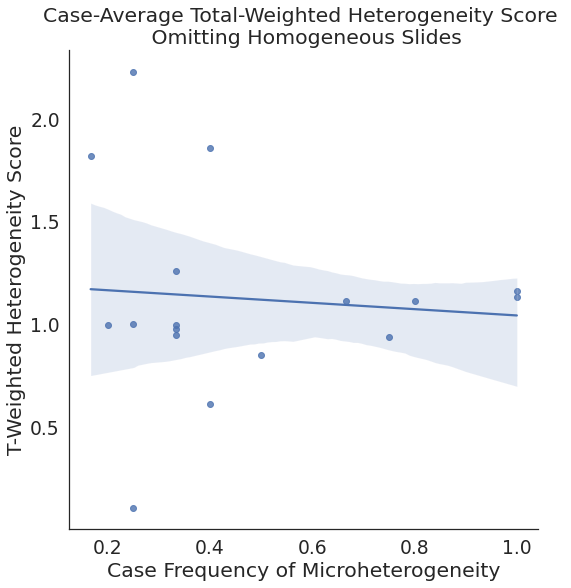 Case-Average Total-Weighted Heterogeneity Score
Omitting Homogeneous Slides
T-Weighted Heterogeneity Score
2.0
1.5
1.0
0.5
0.2 0.4 0.6 0.8 1.0
Case Frequency of Microheterogeneity